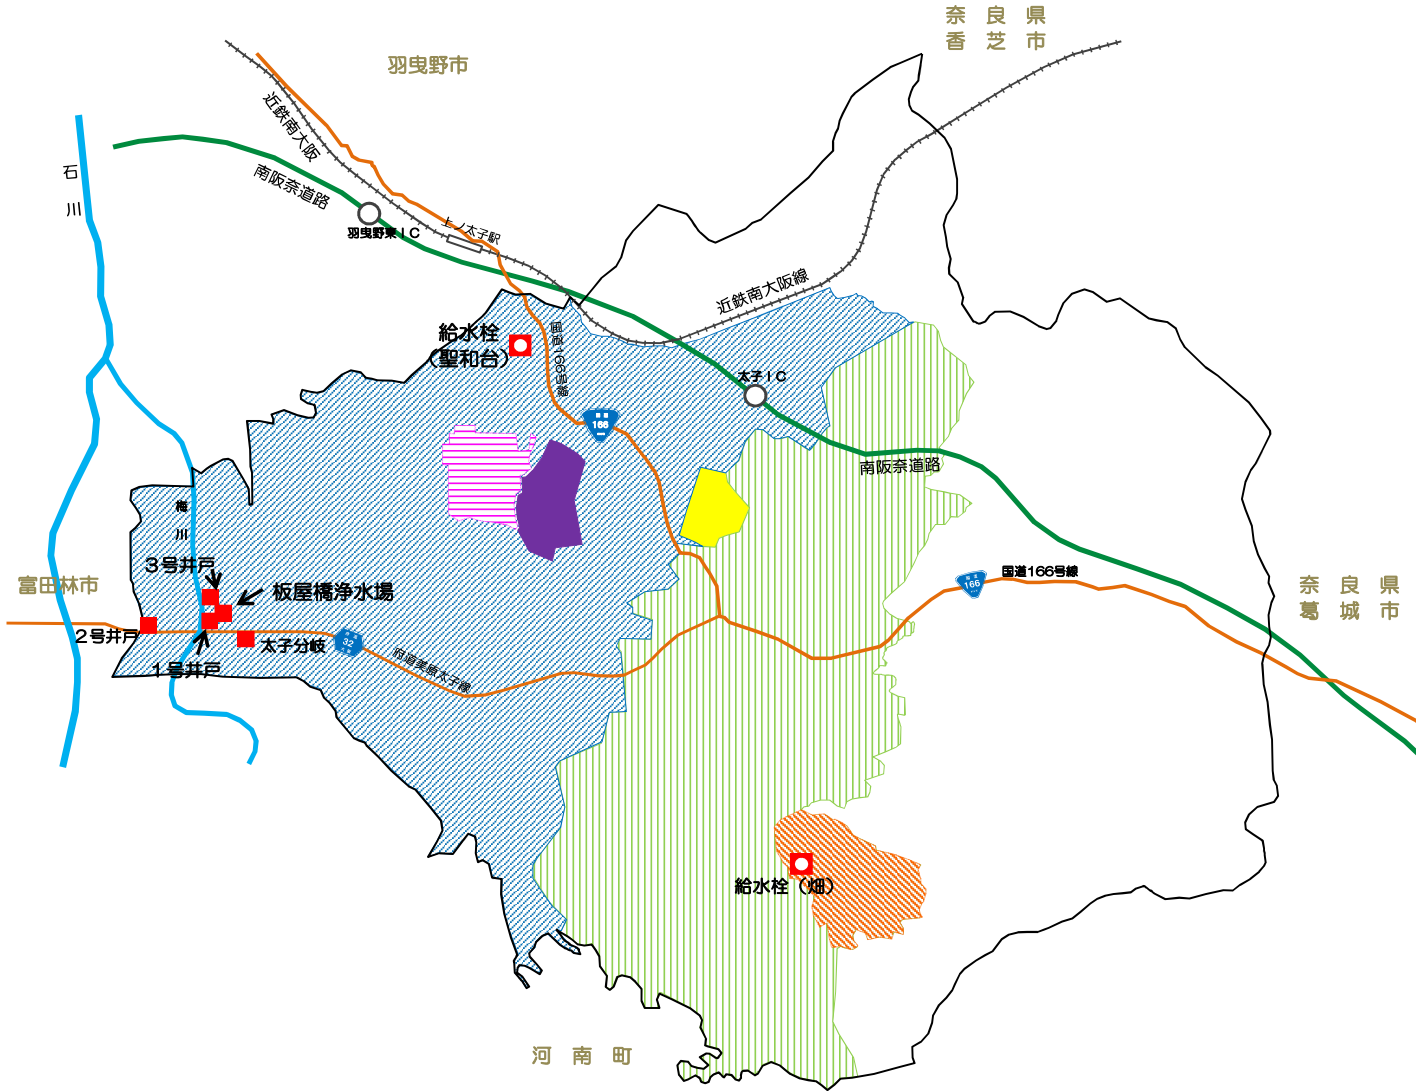 奈良県
香芝市
羽曳野市
近鉄南大阪
石川
南阪奈道路
羽曳野東IC
上ノ太子駅
近鉄南大阪線
給水栓
（聖和台）
国道166号線
太子IC
166
南阪奈道路
梅川
3号井戸
板屋橋浄水場
富田林市
国道166号線
166
奈良県
葛城市
2号井戸
太子分岐
32
1号井戸
府道美原太子線
給水栓（畑）
河南町